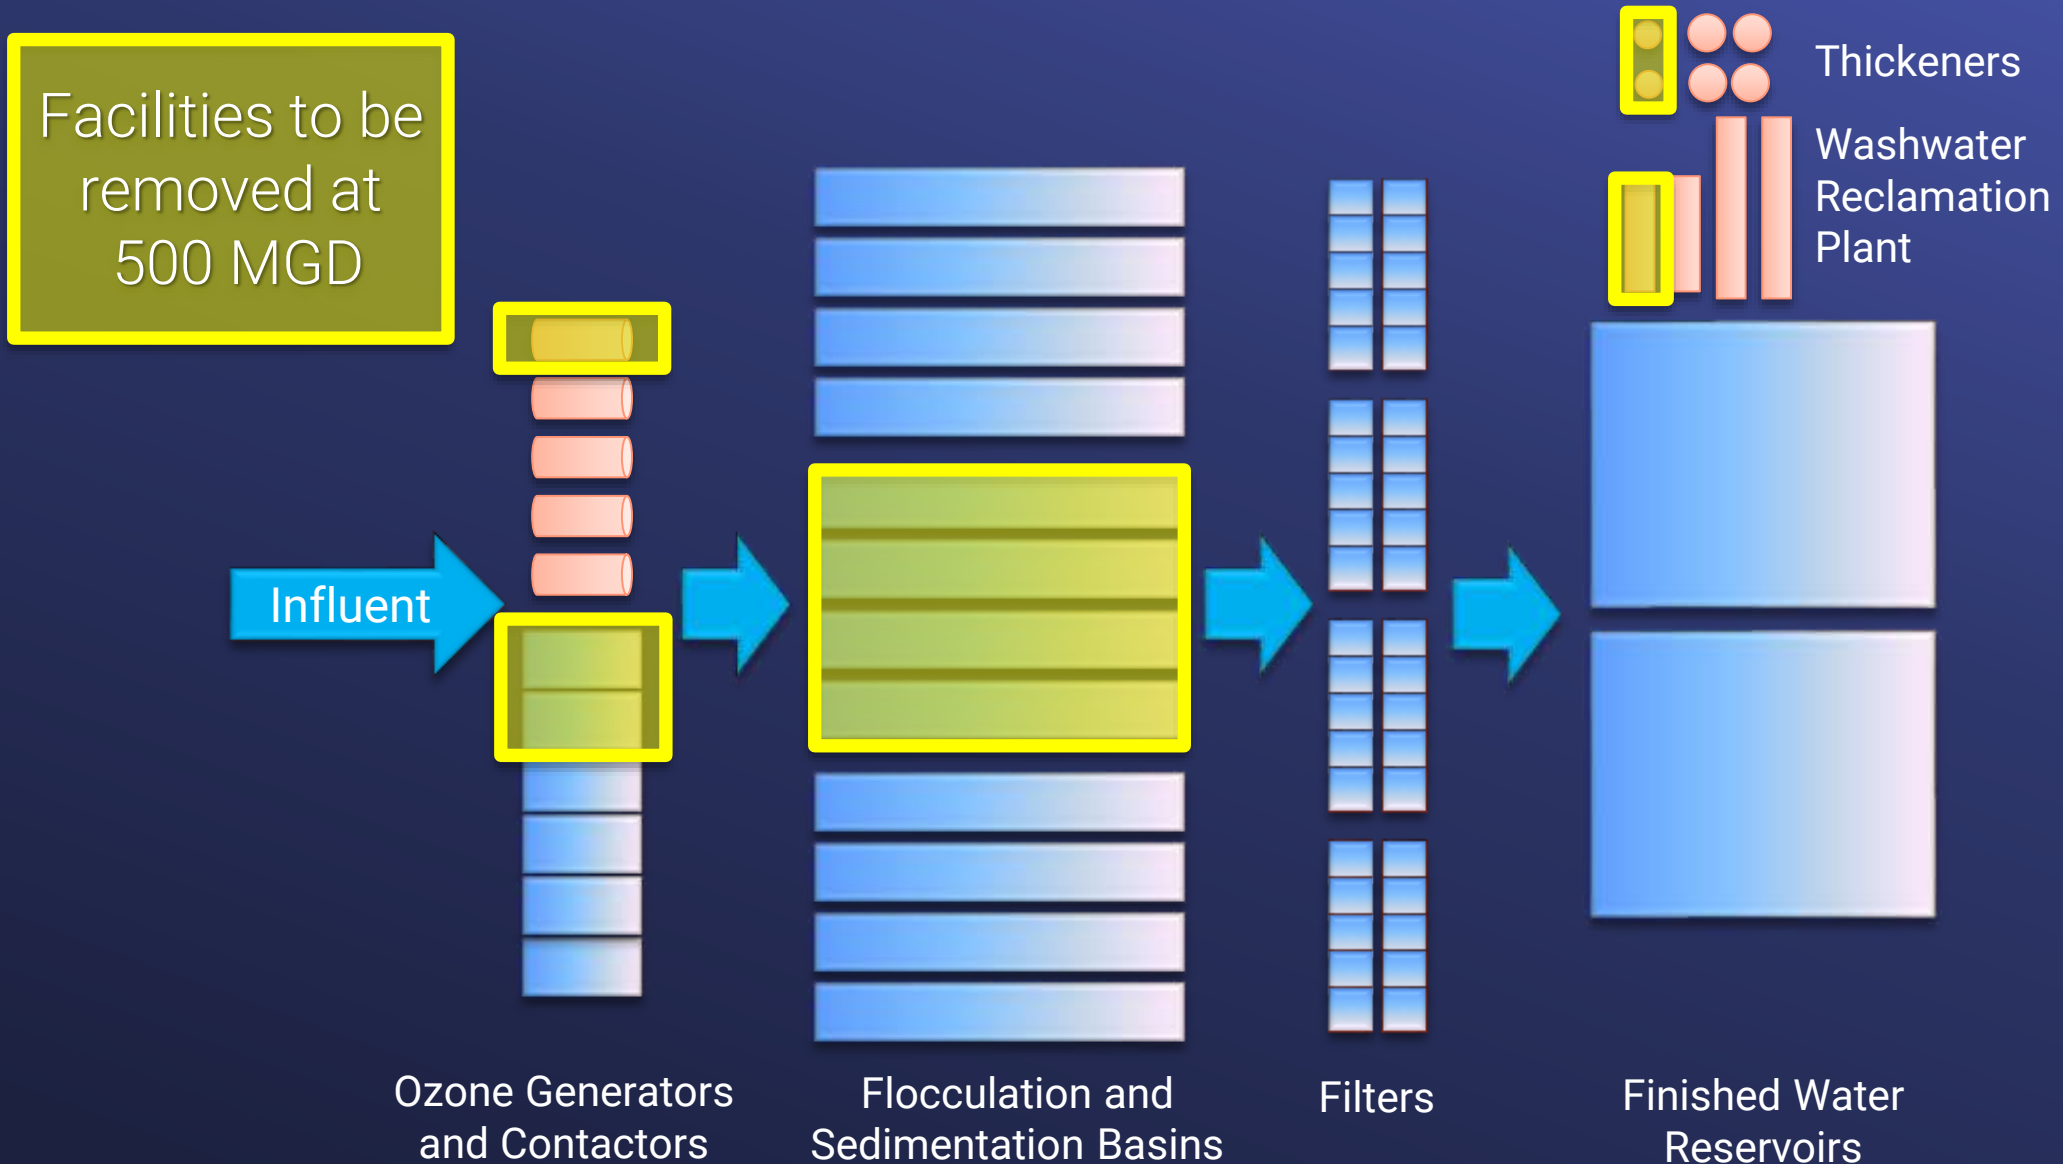 Facilities to be
removed at
500 MGD
Thickeners
Washwater
Reclamation
Plant
Influent
Ozone Generators
and Contactors
Flocculation and
Sedimentation Basins
Filters
Finished Water
Reservoirs